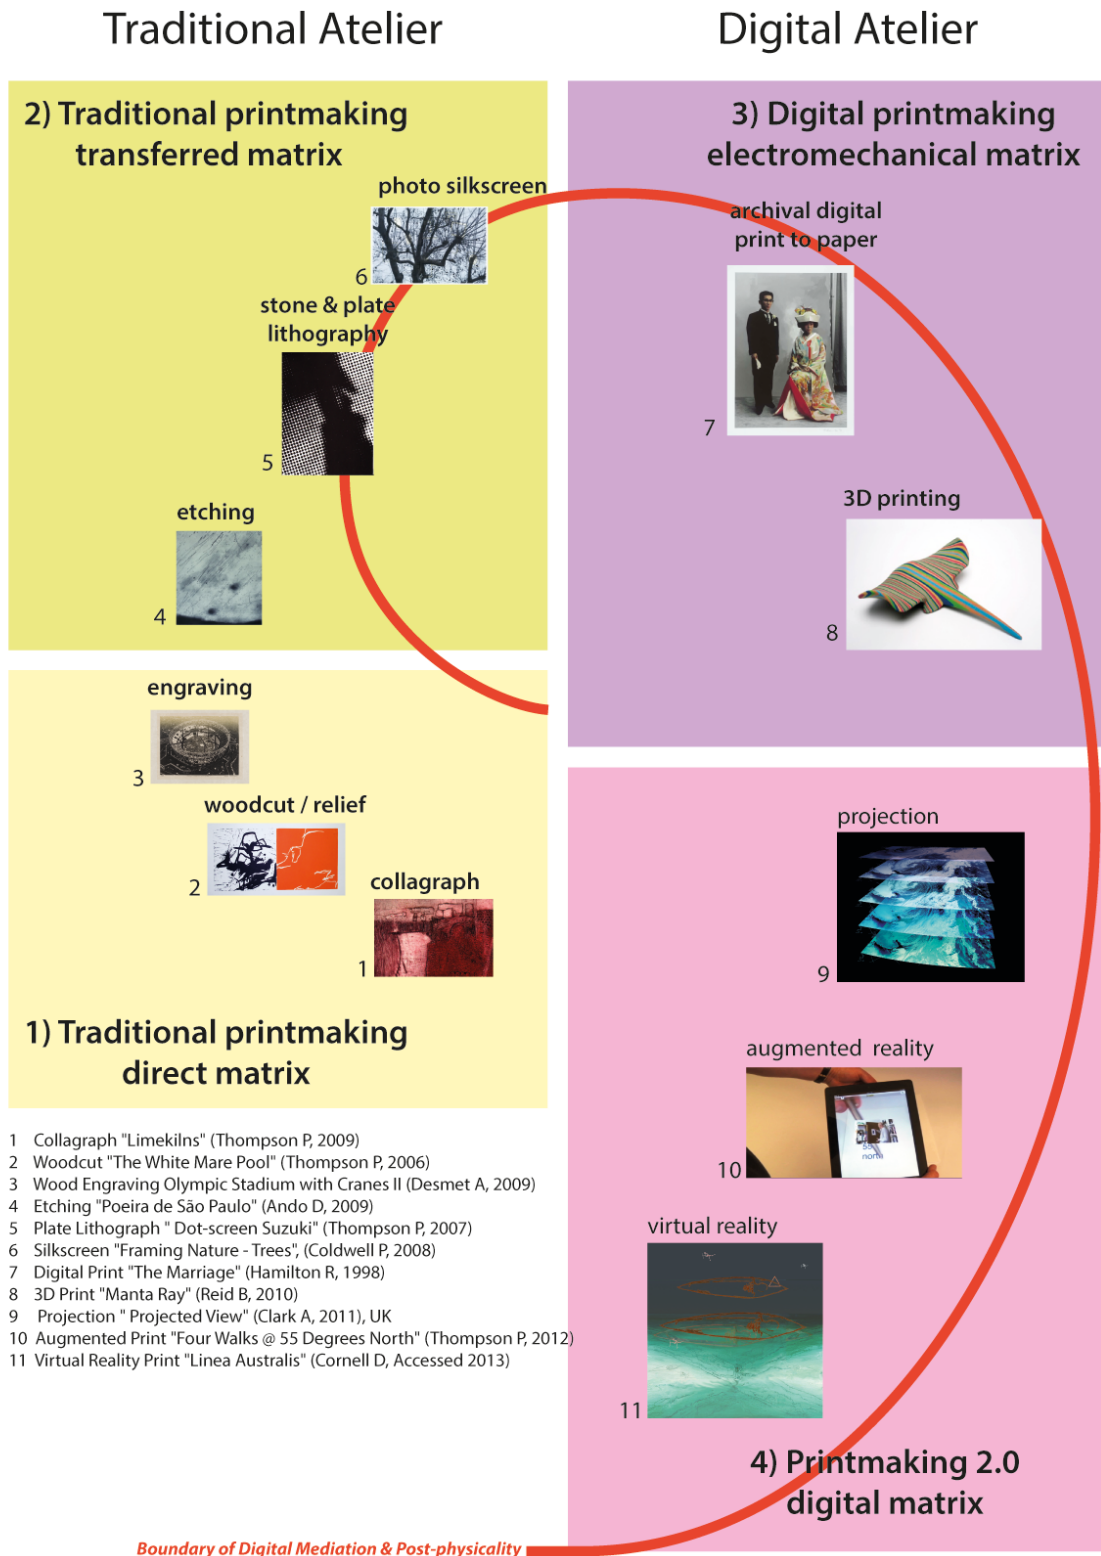 Traditional Atelier
Digital Atelier
2) Traditional printmaking
transferred matrix
photo silkscreen
6
stone & plate
lithography
5
etching
4
3) Digital printmaking
electromechanical matrix
archival digital
print to paper
7
3D printing
8
engraving
3
woodcut / relief
2
collagraph
1
1) Traditional printmaking
direct matrix
projection
9
augmented reality
10
virtual reality
11
4) Printmaking 2.0
digital matrix
1 Collagraph "Limekilns" (Thompson P, 2009)
2 Woodcut "The White Mare Pool" (Thompson P, 2006)
3 Wood Engraving Olympic Stadium with Cranes II (Desmet A, 2009)
4 Etching "Poeira de São Paulo" (Ando D, 2009)
5 Plate Lithograph " Dot-screen Suzuki" (Thompson P, 2007)
6 Silkscreen "Framing Nature - Trees", (Coldwell P, 2008)
7 Digital Print "The Marriage" (Hamilton R, 1998)
8 3D Print "Manta Ray" (Reid B, 2010)
9 Projection " Projected View" (Clark A, 2011), UK
10 Augmented Print "Four Walks @ 55 Degrees North" (Thompson P, 2012)
11 Virtual Reality Print "Linea Australis" (Cornell D, Accessed 2013)
Boundary of Digital Mediation & Post-physicality